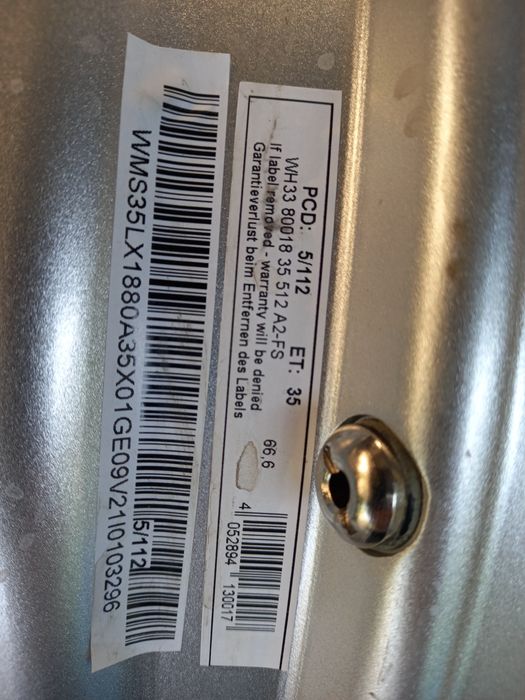 PCD: 5/112 ET: 35
WH33 80018 35 512 A2-FS 66,6
If label removed - warranty will be denied
Garantieverlust beim Entfernen des Labels
4 052894 130017
5/112
WMS35LX1880A35X01GE09V21I0103296